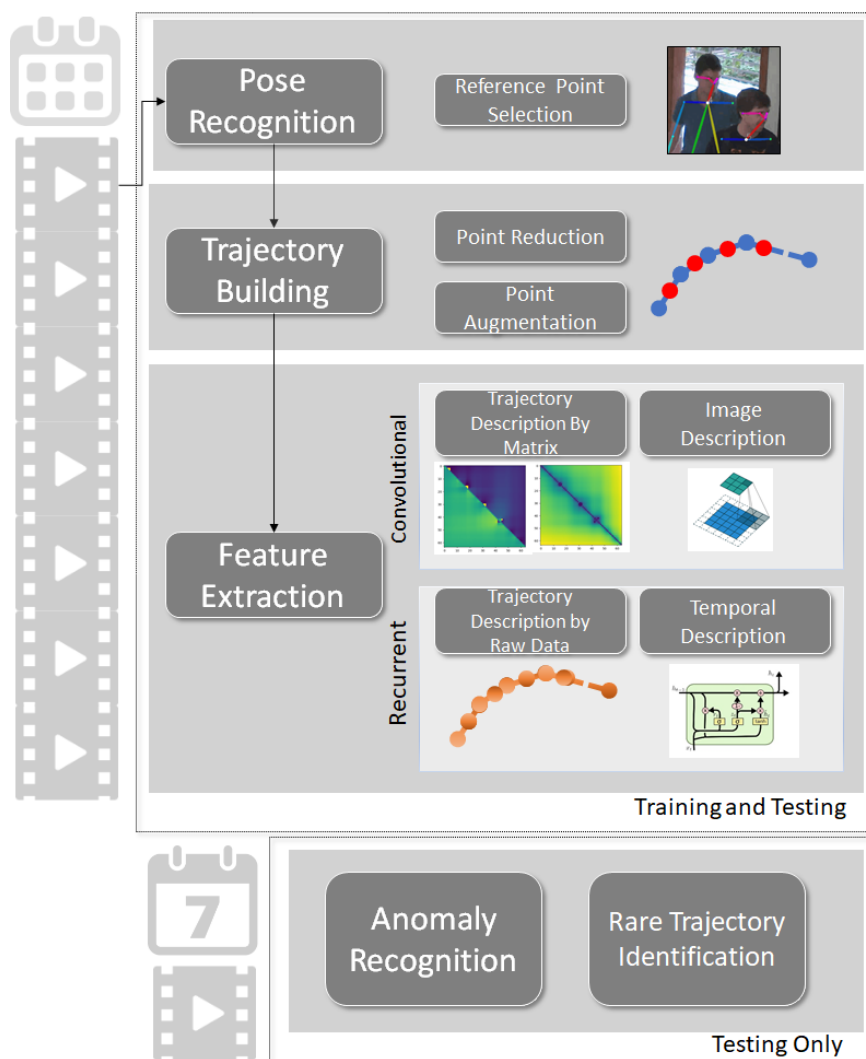 Pose
Recognition
Reference Point
Selection
Trajectory
Building
Point Reduction
Point
Augmentation
Feature
Extraction
Convolutional
Trajectory
Description By
Matrix
Image
Description
Recurrent
Trajectory
Description by
Raw Data
Temporal
Description
Training and Testing
7
Anomaly
Recognition
Rare Trajectory
Identification
Testing Only